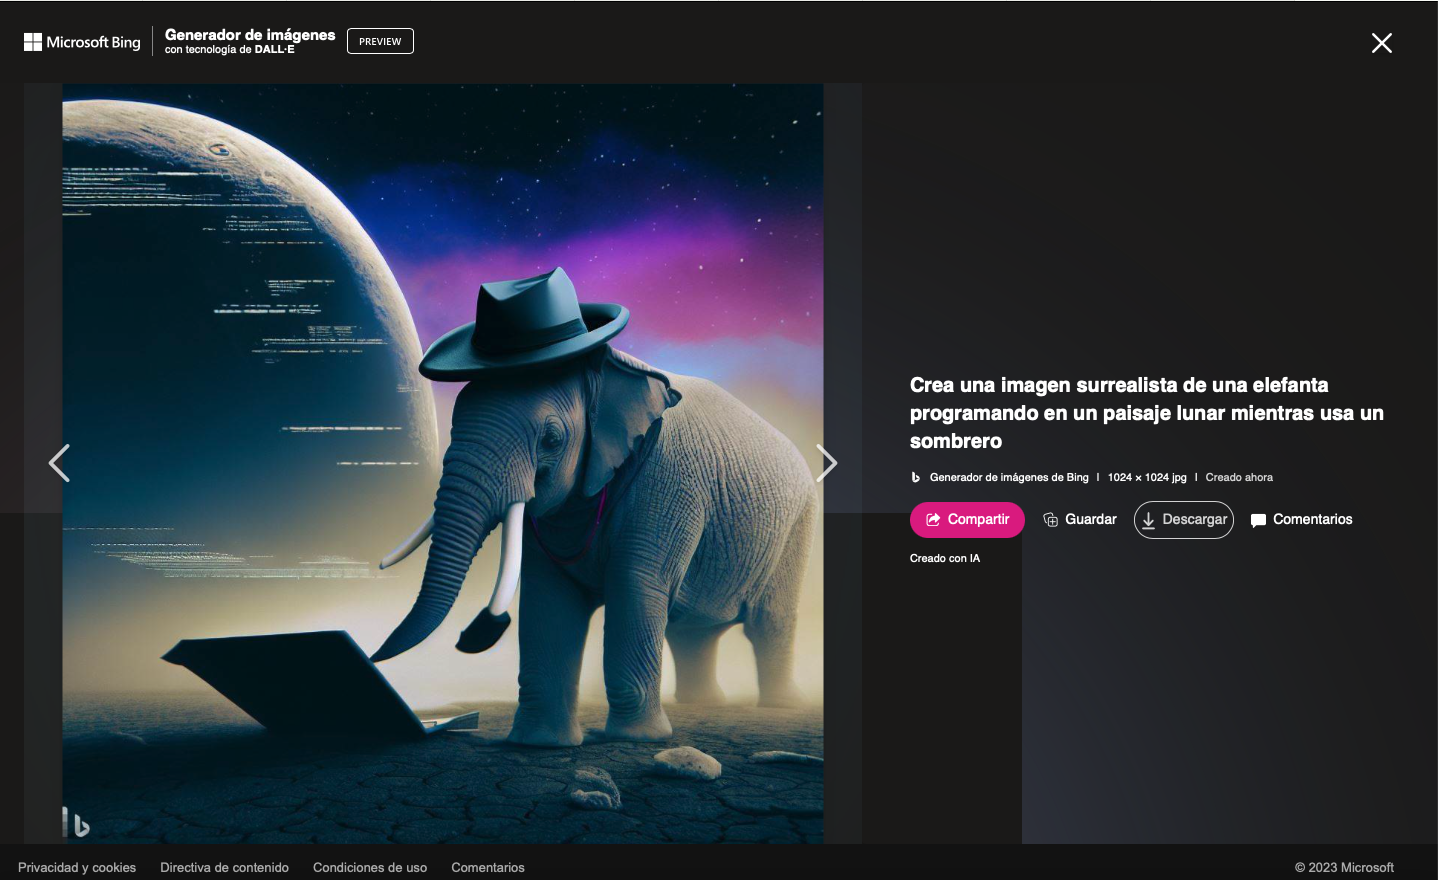 Microsoft Bing
Generador de imágenes
con tecnología de DALL·E
PREVIEW
Crea una imagen surrealista de una elefanta
programando en un paisaje lunar mientras usa un
sombrero
Generador de imágenes de Bing | 1024 × 1024 jpg | Creado ahora
Compartir
Guardar
Descargar
Comentarios
Creado con IA
Privacidad y cookies
Directiva de contenido
Condiciones de uso
Comentarios
© 2023 Microsoft